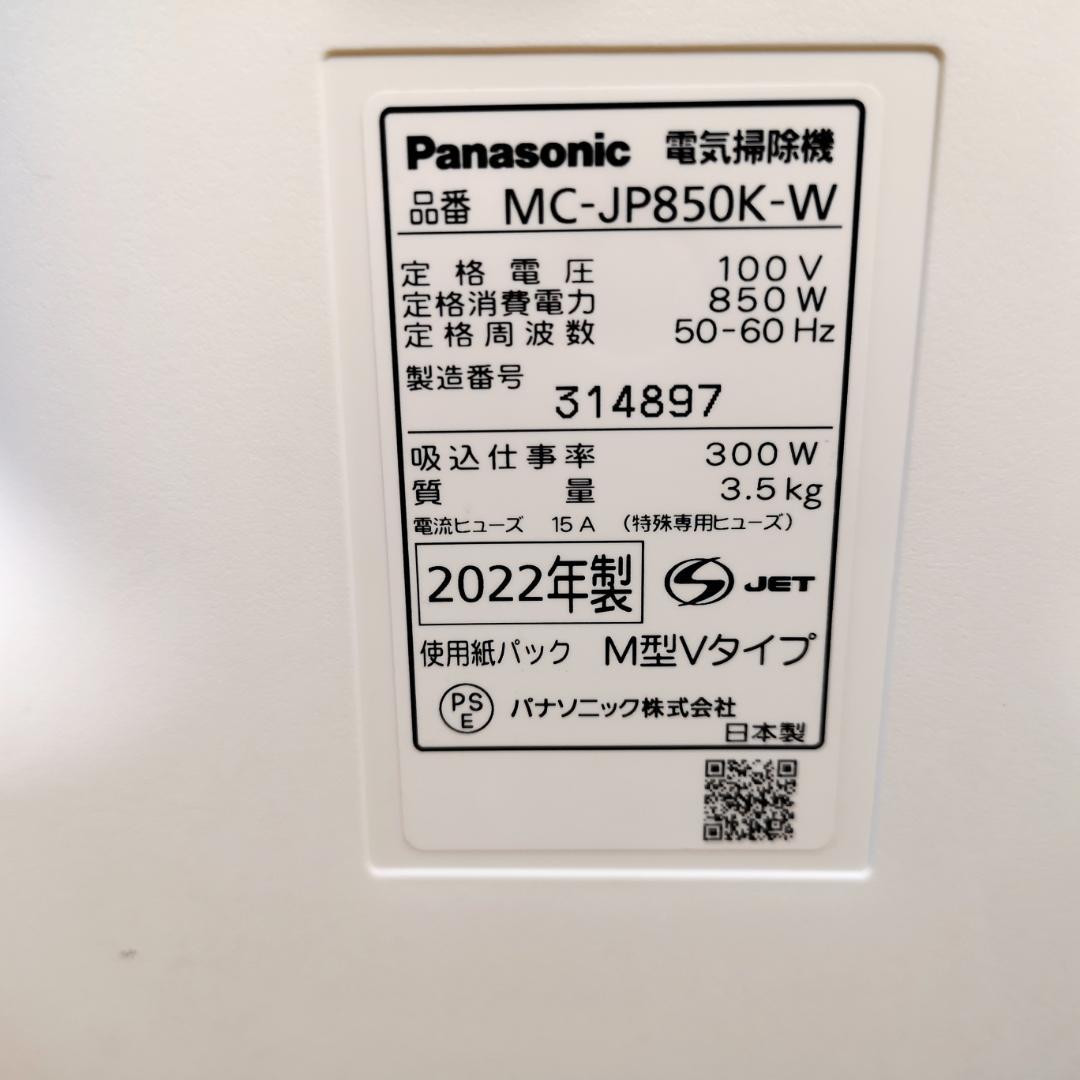 Panasonic 電気掃除機
品番 MC-JP850K-W
定格電圧 100V
定格消費電力 850W
定格周波数 50-60Hz
製造番号 314897
吸込仕事率 300W
質量 3.5kg
電流ヒューズ 15A (特殊専用ヒューズ)
2022年製 S JET
使用紙パック M型Vタイプ
PSE パナソニック株式会社
日本製